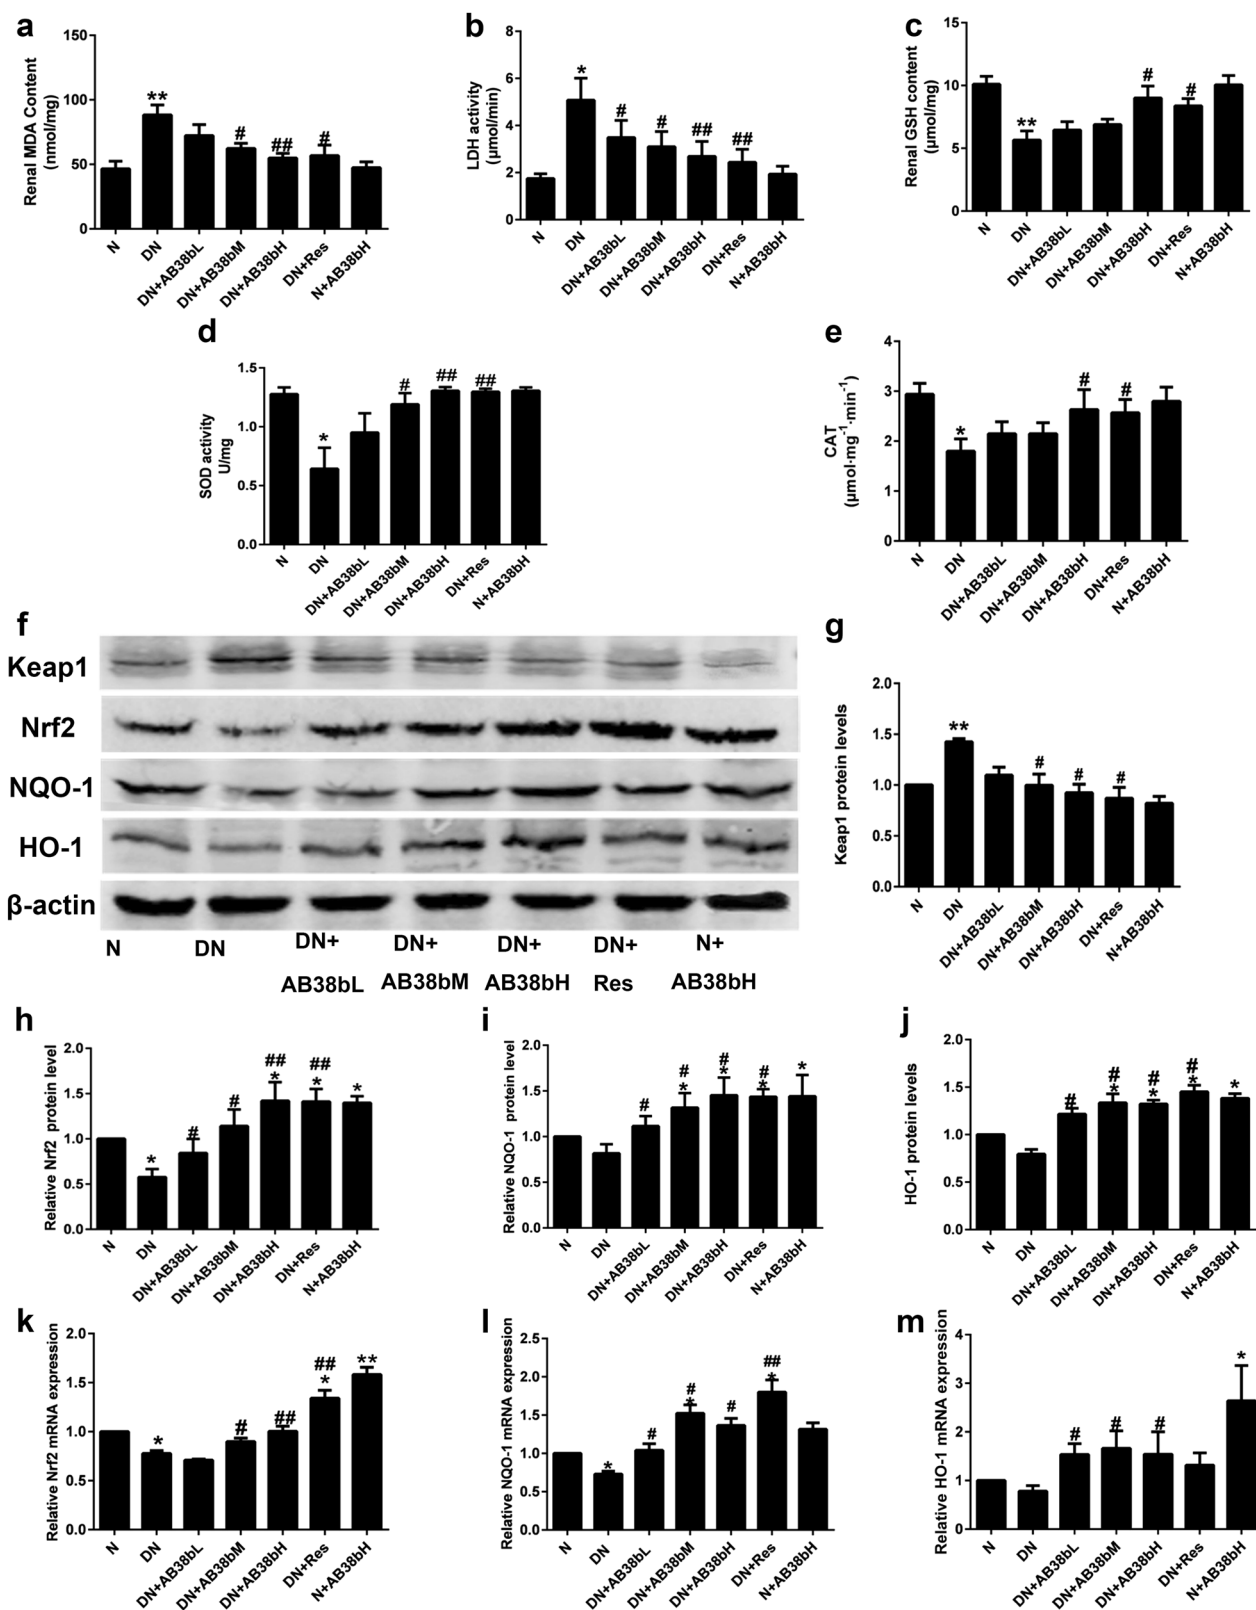 a
Renal MDA Content
(nmol/mg)
150
100
50
0
**
#
##
#
N
DN
DN+AB38bL
DN+AB38bM
DN+AB38bH
DN+Res
N+AB38bH
b
LDH activity
(μmol/min)
8
6
4
2
0
*
#
#
##
##
N
DN
DN+AB38bL
DN+AB38bM
DN+AB38bH
DN+Res
N+AB38bH
c
Renal GSH content
(μmol/mg)
15
10
5
0
**
#
#
N
DN
DN+AB38bL
DN+AB38bM
DN+AB38bH
DN+Res
N+AB38bH
d
SOD activity
U/mg
1.5
1.0
0.5
0.0
*
#
##
##
N
DN
DN+AB38bL
DN+AB38bM
DN+AB38bH
DN+Res
N+AB38bH
e
CAT
(μmol·mg⁻¹·min⁻¹)
4
3
2
1
0
*
#
#
N
DN
DN+AB38bL
DN+AB38bM
DN+AB38bH
DN+Res
N+AB38bH
f
Keap1
Nrf2
NQO-1
HO-1
β-actin
N DN DN+ DN+ DN+ DN+ N+
AB38bL AB38bM AB38bH Res AB38bH
g
Keap1 protein levels
2.0
1.5
1.0
0.5
0.0
**
#
#
#
N
DN
DN+AB38bL
DN+AB38bM
DN+AB38bH
DN+Res
N+AB38bH
h
Relative Nrf2 protein level
2.0
1.5
1.0
0.5
0.0
*
#
#
##
*
##
*
*
N
DN
DN+AB38bL
DN+AB38bM
DN+AB38bH
DN+Res
N+AB38bH
i
Relative NQO-1 protein level
2.0
1.5
1.0
0.5
0.0
#
#
*
#
*
#
*
*
N
DN
DN+AB38bL
DN+AB38bM
DN+AB38bH
DN+Res
N+AB38bH
j
HO-1 protein levels
2.0
1.5
1.0
0.5
0.0
#
#
*
#
*
#
*
*
N
DN
DN+AB38bL
DN+AB38bM
DN+AB38bH
DN+Res
N+AB38bH
k
Relative Nrf2 mRNA expression
2.0
1.5
1.0
0.5
0.0
*
#
##
##
*
**
N
DN
DN+AB38bL
DN+AB38bM
DN+AB38bH
DN+Res
N+AB38bH
l
Relative NQO-1 mRNA expression
2.5
2.0
1.5
1.0
0.5
0.0
*
#
#
*
#
##
*
N
DN
DN+AB38bL
DN+AB38bM
DN+AB38bH
DN+Res
N+AB38bH
m
Relative HO-1 mRNA expression
4
3
2
1
0
#
#
#
*
N
DN
DN+AB38bL
DN+AB38bM
DN+AB38bH
DN+Res
N+AB38bH